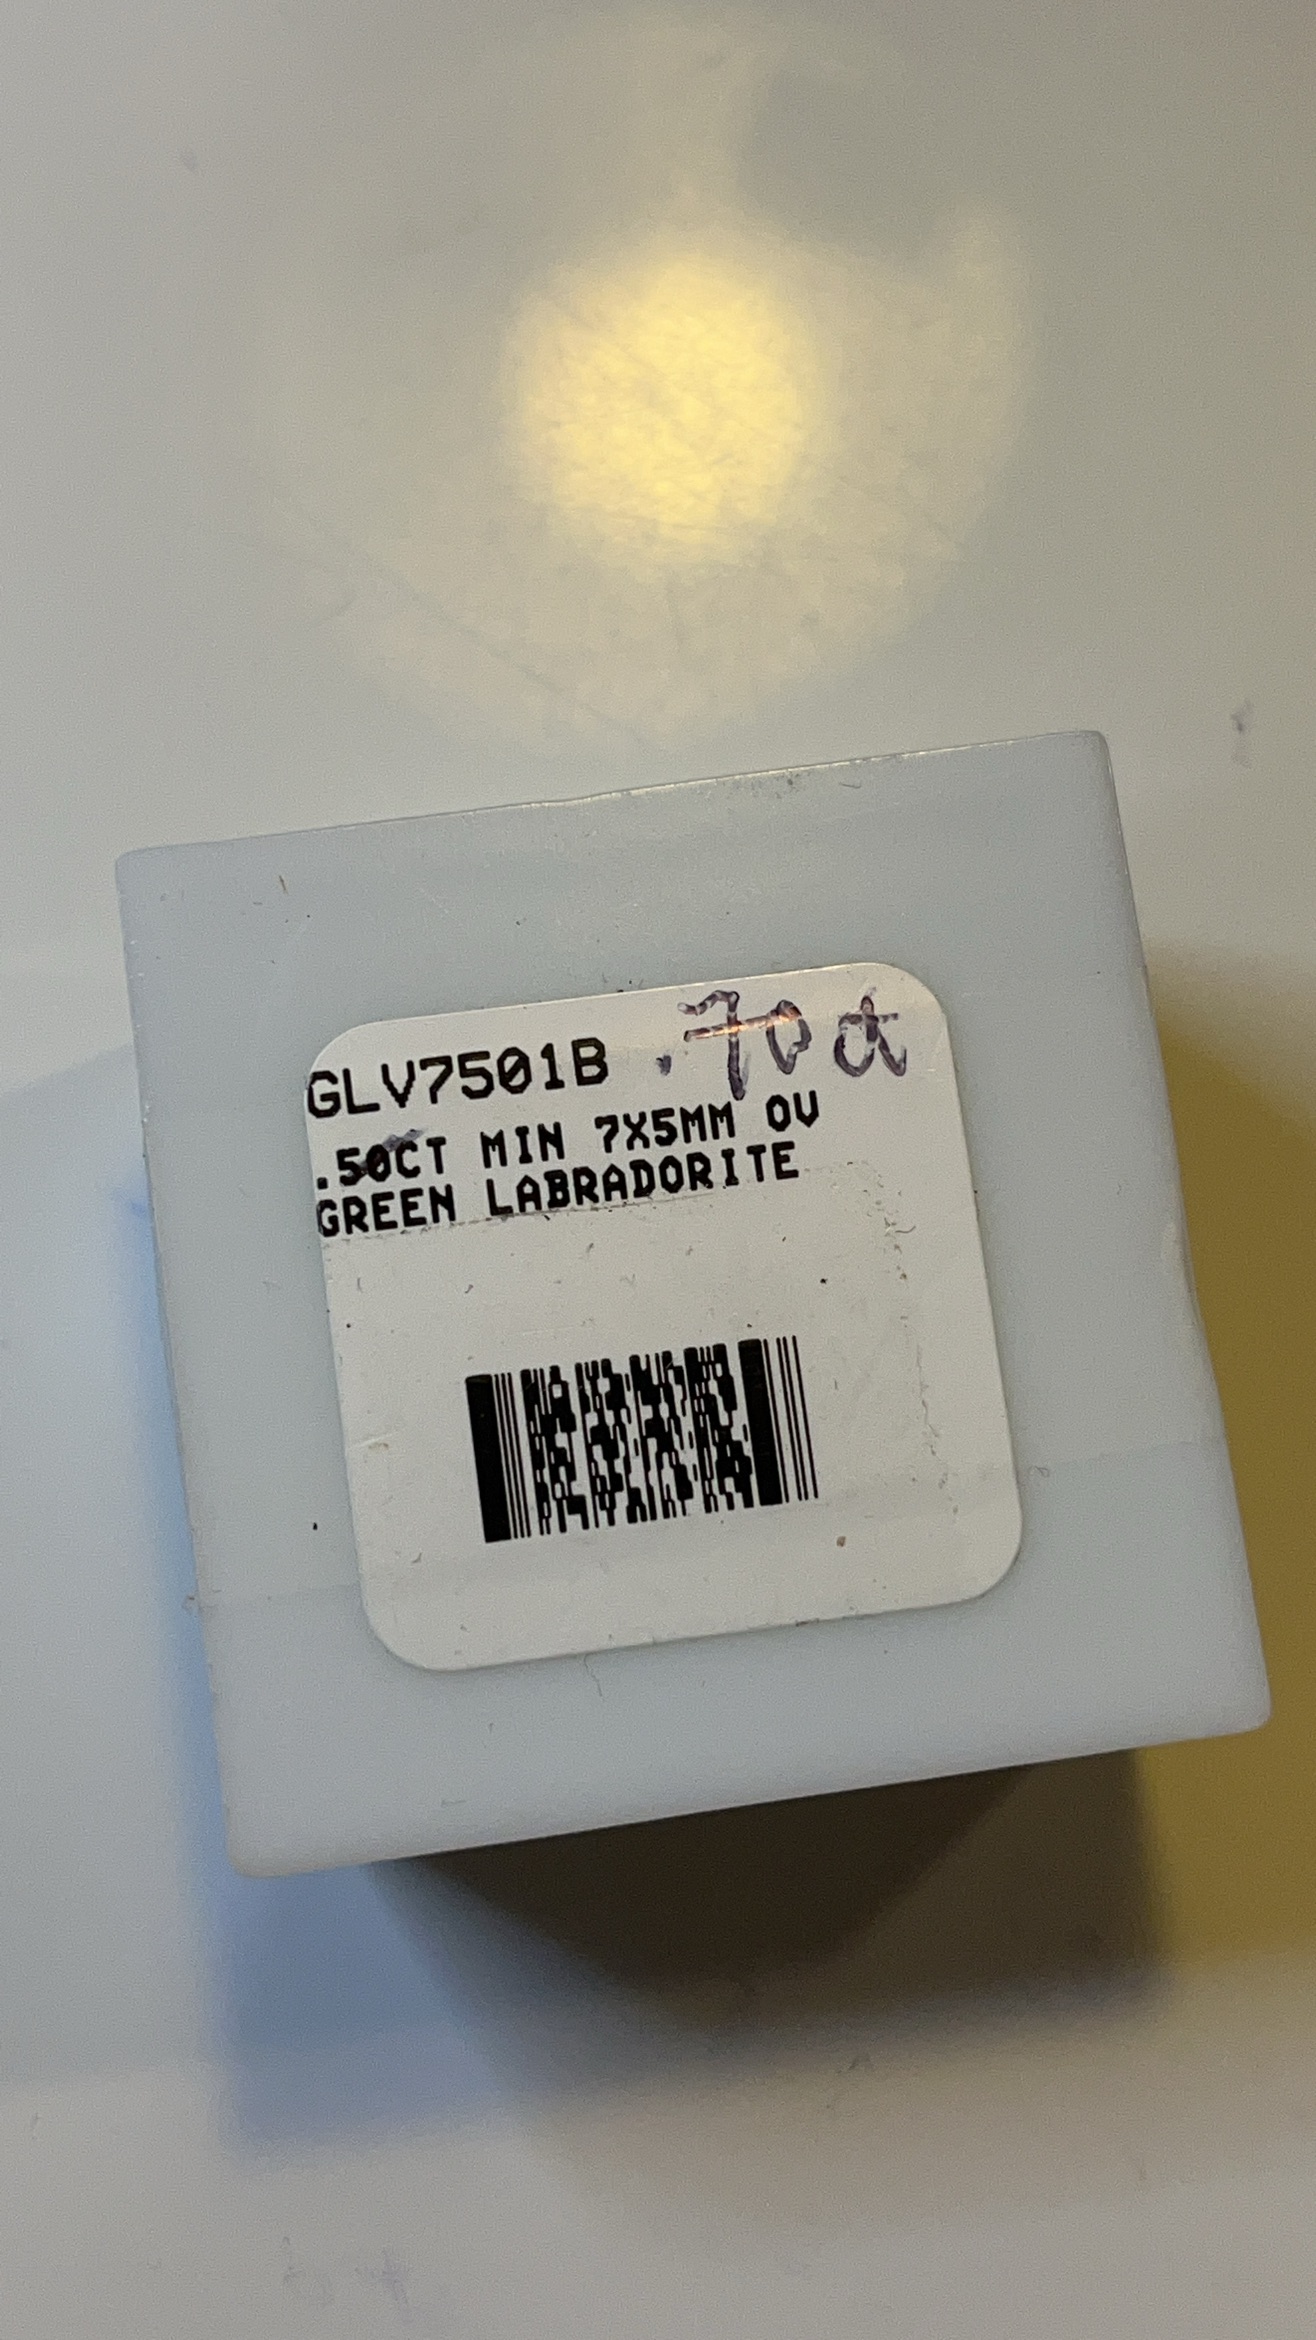 GLV7501B .70ct
.50CT MIN 7X5MM OV
GREEN LABRADORITE